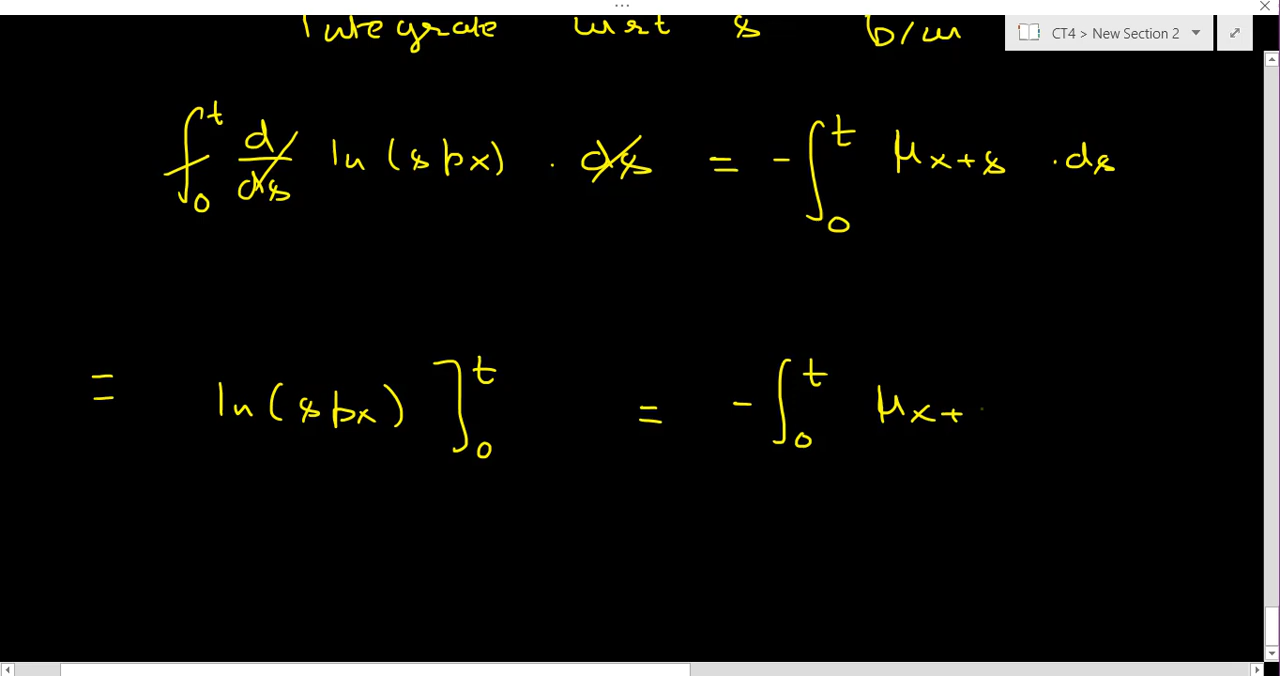 CT4 > New Section 2
Integrate wrt s b/w
∫₀ᵗ d/ds ln(spx) · ds = - ∫₀ᵗ μx+s · ds
= ln(spx) ]₀ᵗ = - ∫₀ᵗ μx+